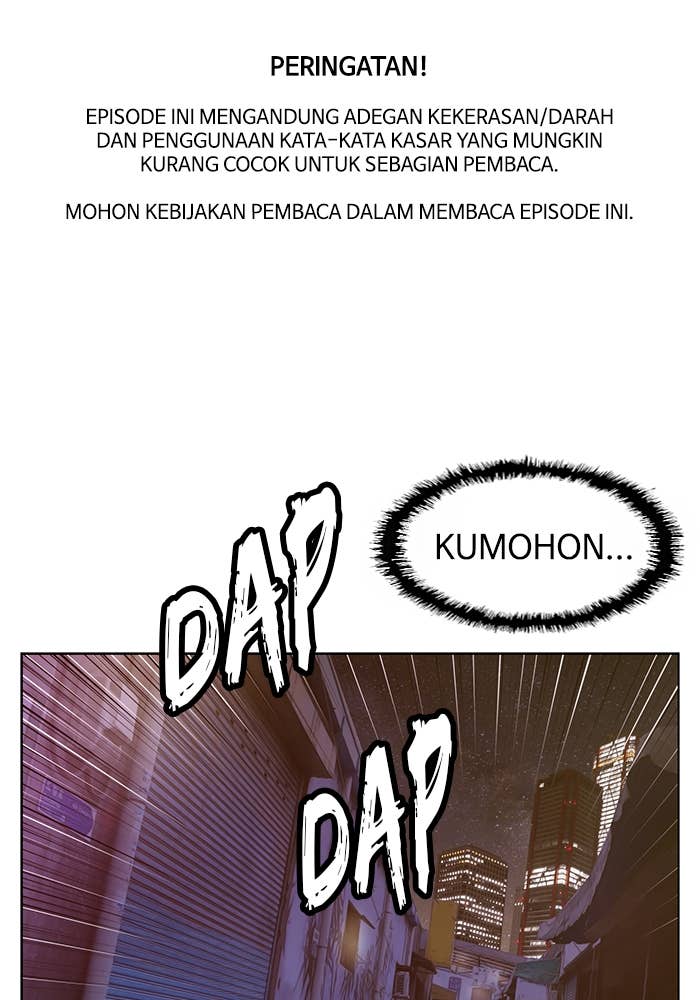 PERINGATAN!
EPISODE INI MENGANDUNG ADEGAN KEKERASAN/DARAH
DAN PENGGUNAAN KATA-KATA KASAR YANG MUNGKIN
KURANG COCOK UNTUK SEBAGIAN PEMBACA.
MOHON KEBIJAKAN PEMBACA DALAM MEMBACA EPISODE INI.
KUMOHON...
DAP
DAP